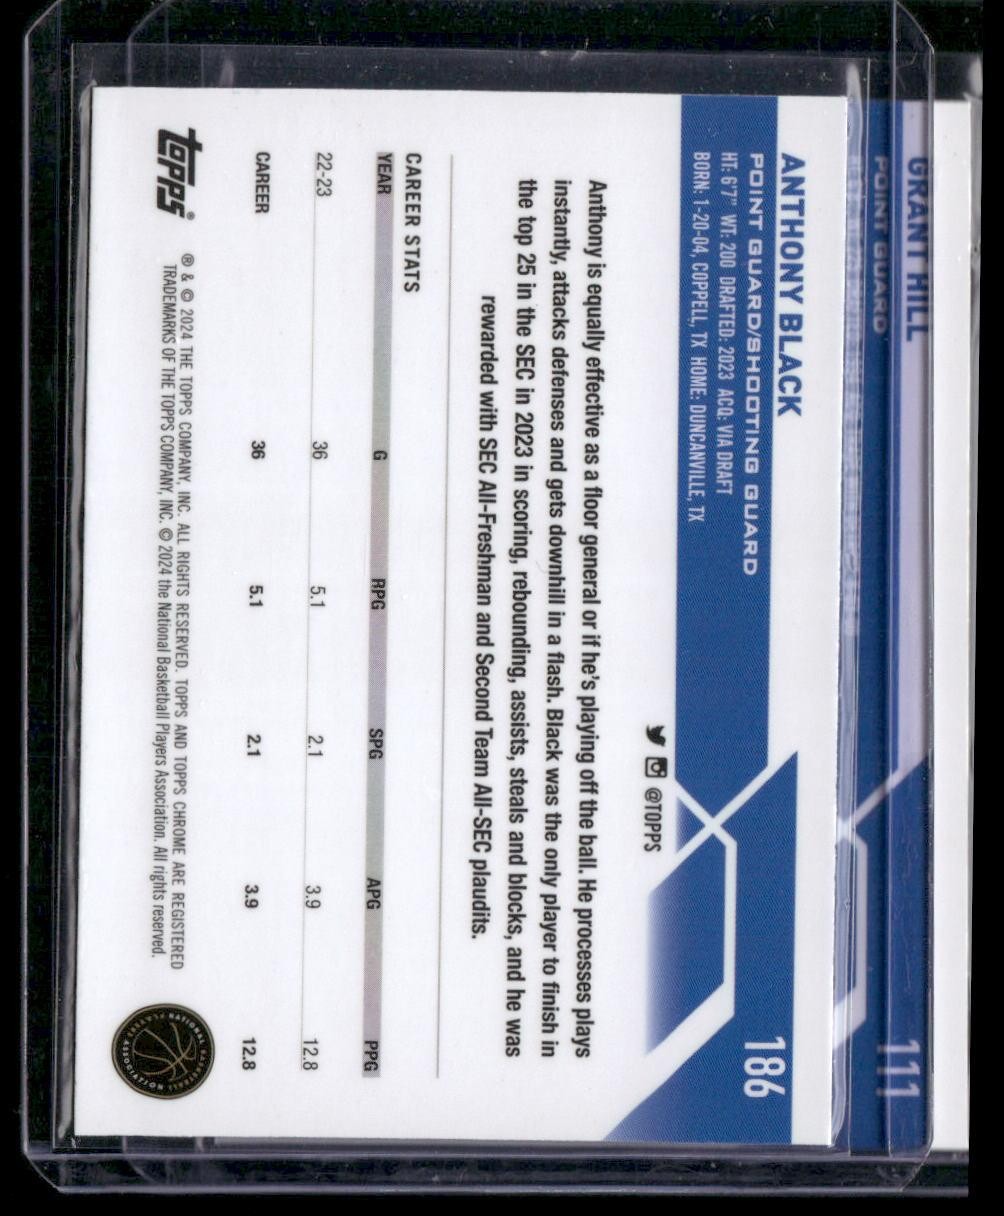 GRANT HILL
POINT GUARD
111
ANTHONY BLACK
POINT GUARD/SHOOTING GUARD
HT: 6'7" WT: 200 DRAFTED: 2023 ACQ: VIA DRAFT
BORN: 1-20-04, COPPELL, TX HOME: DUNCANVILLE, TX
186
@TOPPS
Anthony is equally effective as a floor general or if he's playing off the ball. He processes plays
instantly, attacks defenses and gets downhill in a flash. Black was the only player to finish in
the top 25 in the SEC in 2023 in scoring, rebounding, assists, steals and blocks, and he was
rewarded with SEC All-Freshman and Second Team All-SEC plaudits.
CAREER STATS
YEAR G RPG SPG APG PPG
22-23 36 5.1 2.1 3.9 12.8
CAREER 36 5.1 2.1 3.9 12.8
topps®
® & © 2024 THE TOPPS COMPANY, INC. ALL RIGHTS RESERVED. TOPPS AND TOPPS CHROME ARE REGISTERED
TRADEMARKS OF THE TOPPS COMPANY, INC. © 2024 the National Basketball Players Association. All rights reserved.
NATIONAL BASKETBALL PLAYERS ASSOCIATION